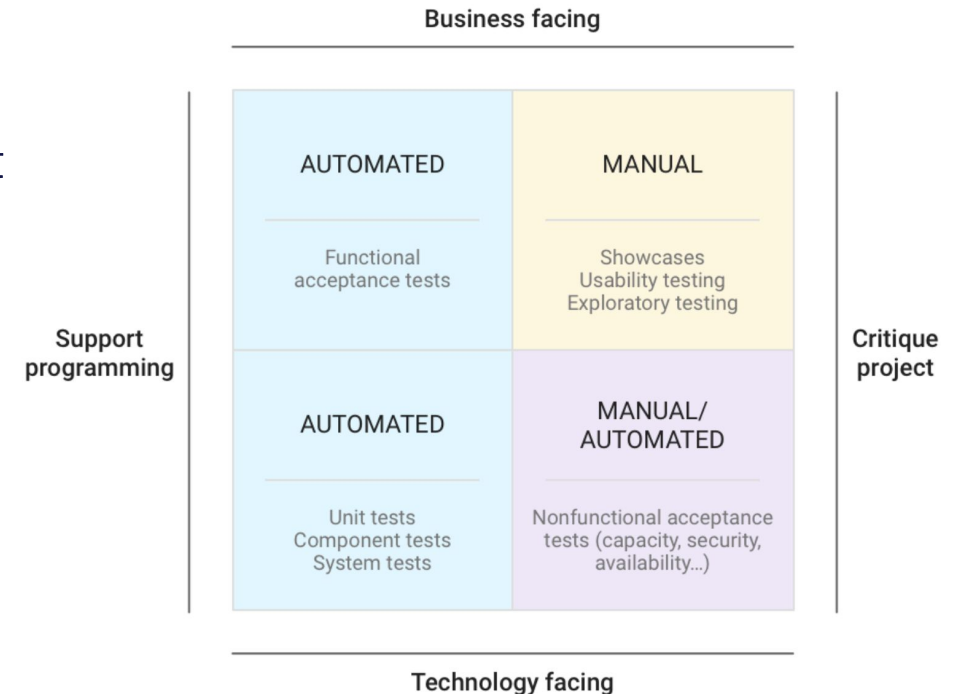 Business facing
AUTOMATED
Functional
acceptance tests
MANUAL
Showcases
Usability testing
Exploratory testing
Support
programming
Critique
project
AUTOMATED
Unit tests
Component tests
System tests
MANUAL/
AUTOMATED
Nonfunctional acceptance
tests (capacity, security,
availability...)
Technology facing